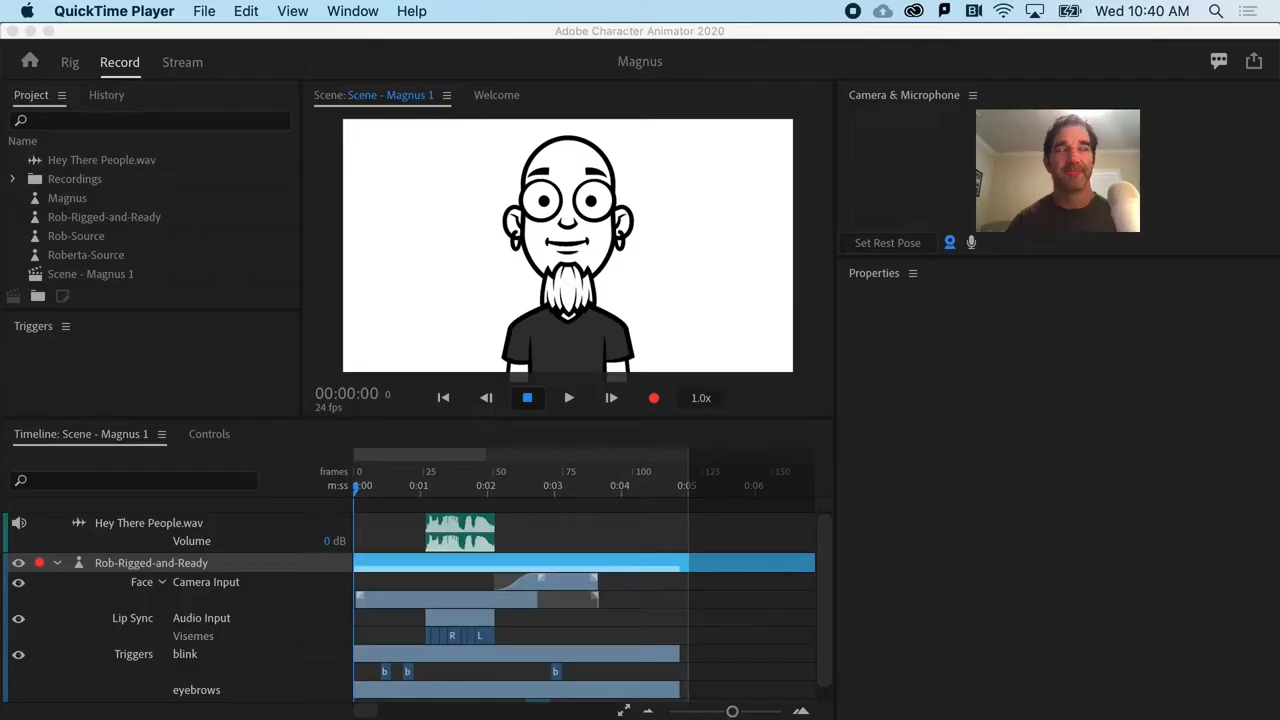 QuickTime Player File Edit View Window Help Wed 10:40 AM
Adobe Character Animator 2020
Rig Record Stream Magnus
Project History
Name
Hey There People.wav
Recordings
Magnus
Rob-Rigged-and-Ready
Rob-Source
Roberta-Source
Scene - Magnus 1
Triggers
Scene: Scene - Magnus 1 Welcome
00:00:00 0
24 fps
1.0x
Camera & Microphone
Set Rest Pose
Properties
Timeline: Scene - Magnus 1 Controls
frames 0 25 50 75 100 125 150
m:ss 0:00 0:01 0:02 0:03 0:04 0:05 0:06
Hey There People.wav
Volume 0 dB
Rob-Rigged-and-Ready
Face Camera Input
Lip Sync Audio Input
Visemes R L
Triggers blink
b b b
eyebrows